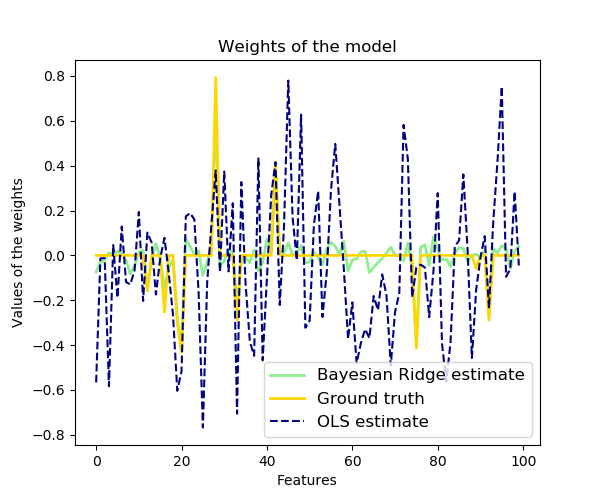 Weights of the model
Values of the weights
0.8
0.6
0.4
0.2
0.0
−0.2
−0.4
−0.6
−0.8
Bayesian Ridge estimate
Ground truth
OLS estimate
0 20 40 60 80 100
Features